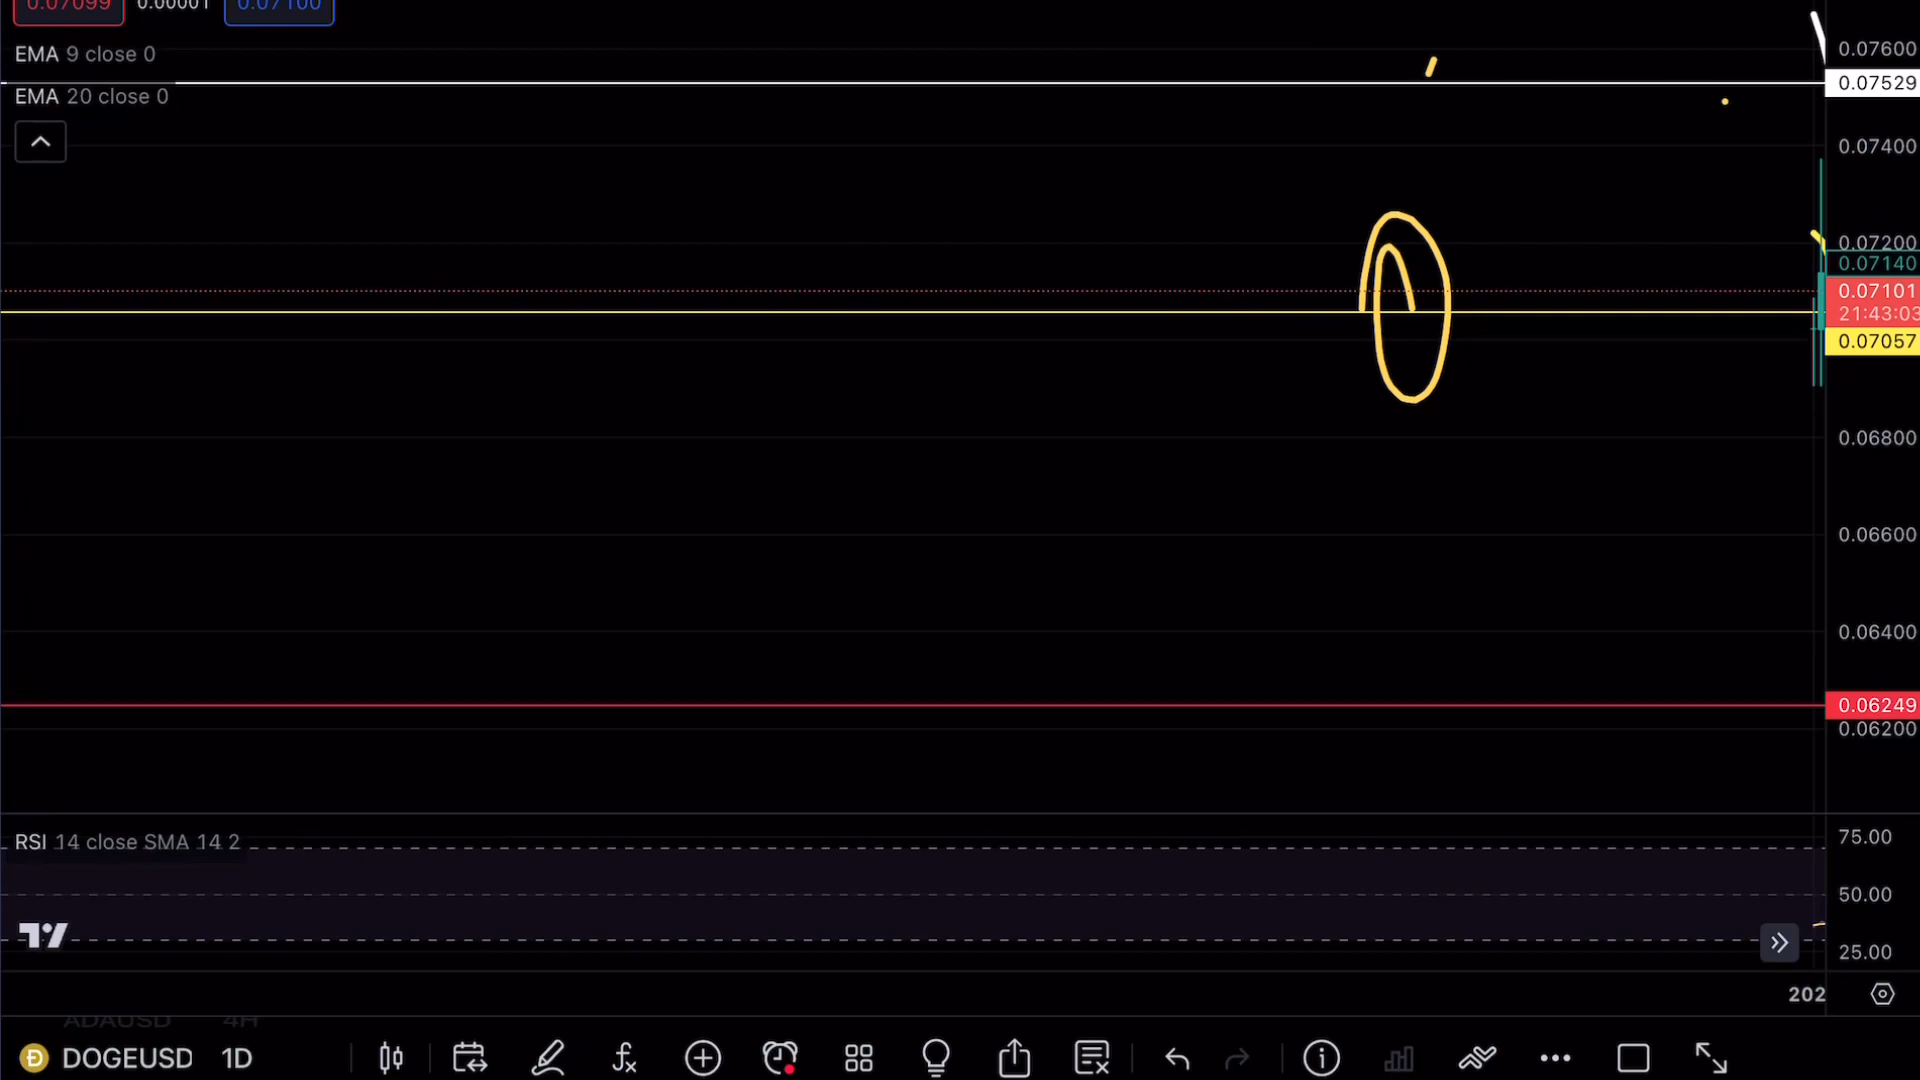 0.07099 0.00001 0.07100
EMA 9 close 0
0.07600
0.07529
EMA 20 close 0
0.07400
0.07200
0.07140
0.07101
21:43:03
0.07057
0.06800
0.06600
0.06400
0.06249
0.06200
RSI 14 close SMA 14 2
75.00
50.00
25.00
202
ADAUSD 4H
DOGEUSD 1D